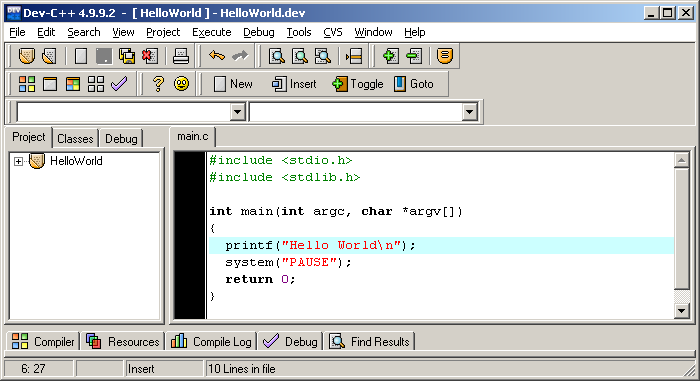 Dev-C++ 4.9.9.2 - [ HelloWorld ] - HelloWorld.dev
File Edit Search View Project Execute Debug Tools CVS Window Help
New Insert Toggle Goto
Project Classes Debug main.c
HelloWorld
#include <stdio.h>
#include <stdlib.h>
int main(int argc, char *argv[])
{
printf("Hello World\n");
system("PAUSE");
return 0;
}
Compiler Resources Compile Log Debug Find Results
6: 27 Insert 10 Lines in file